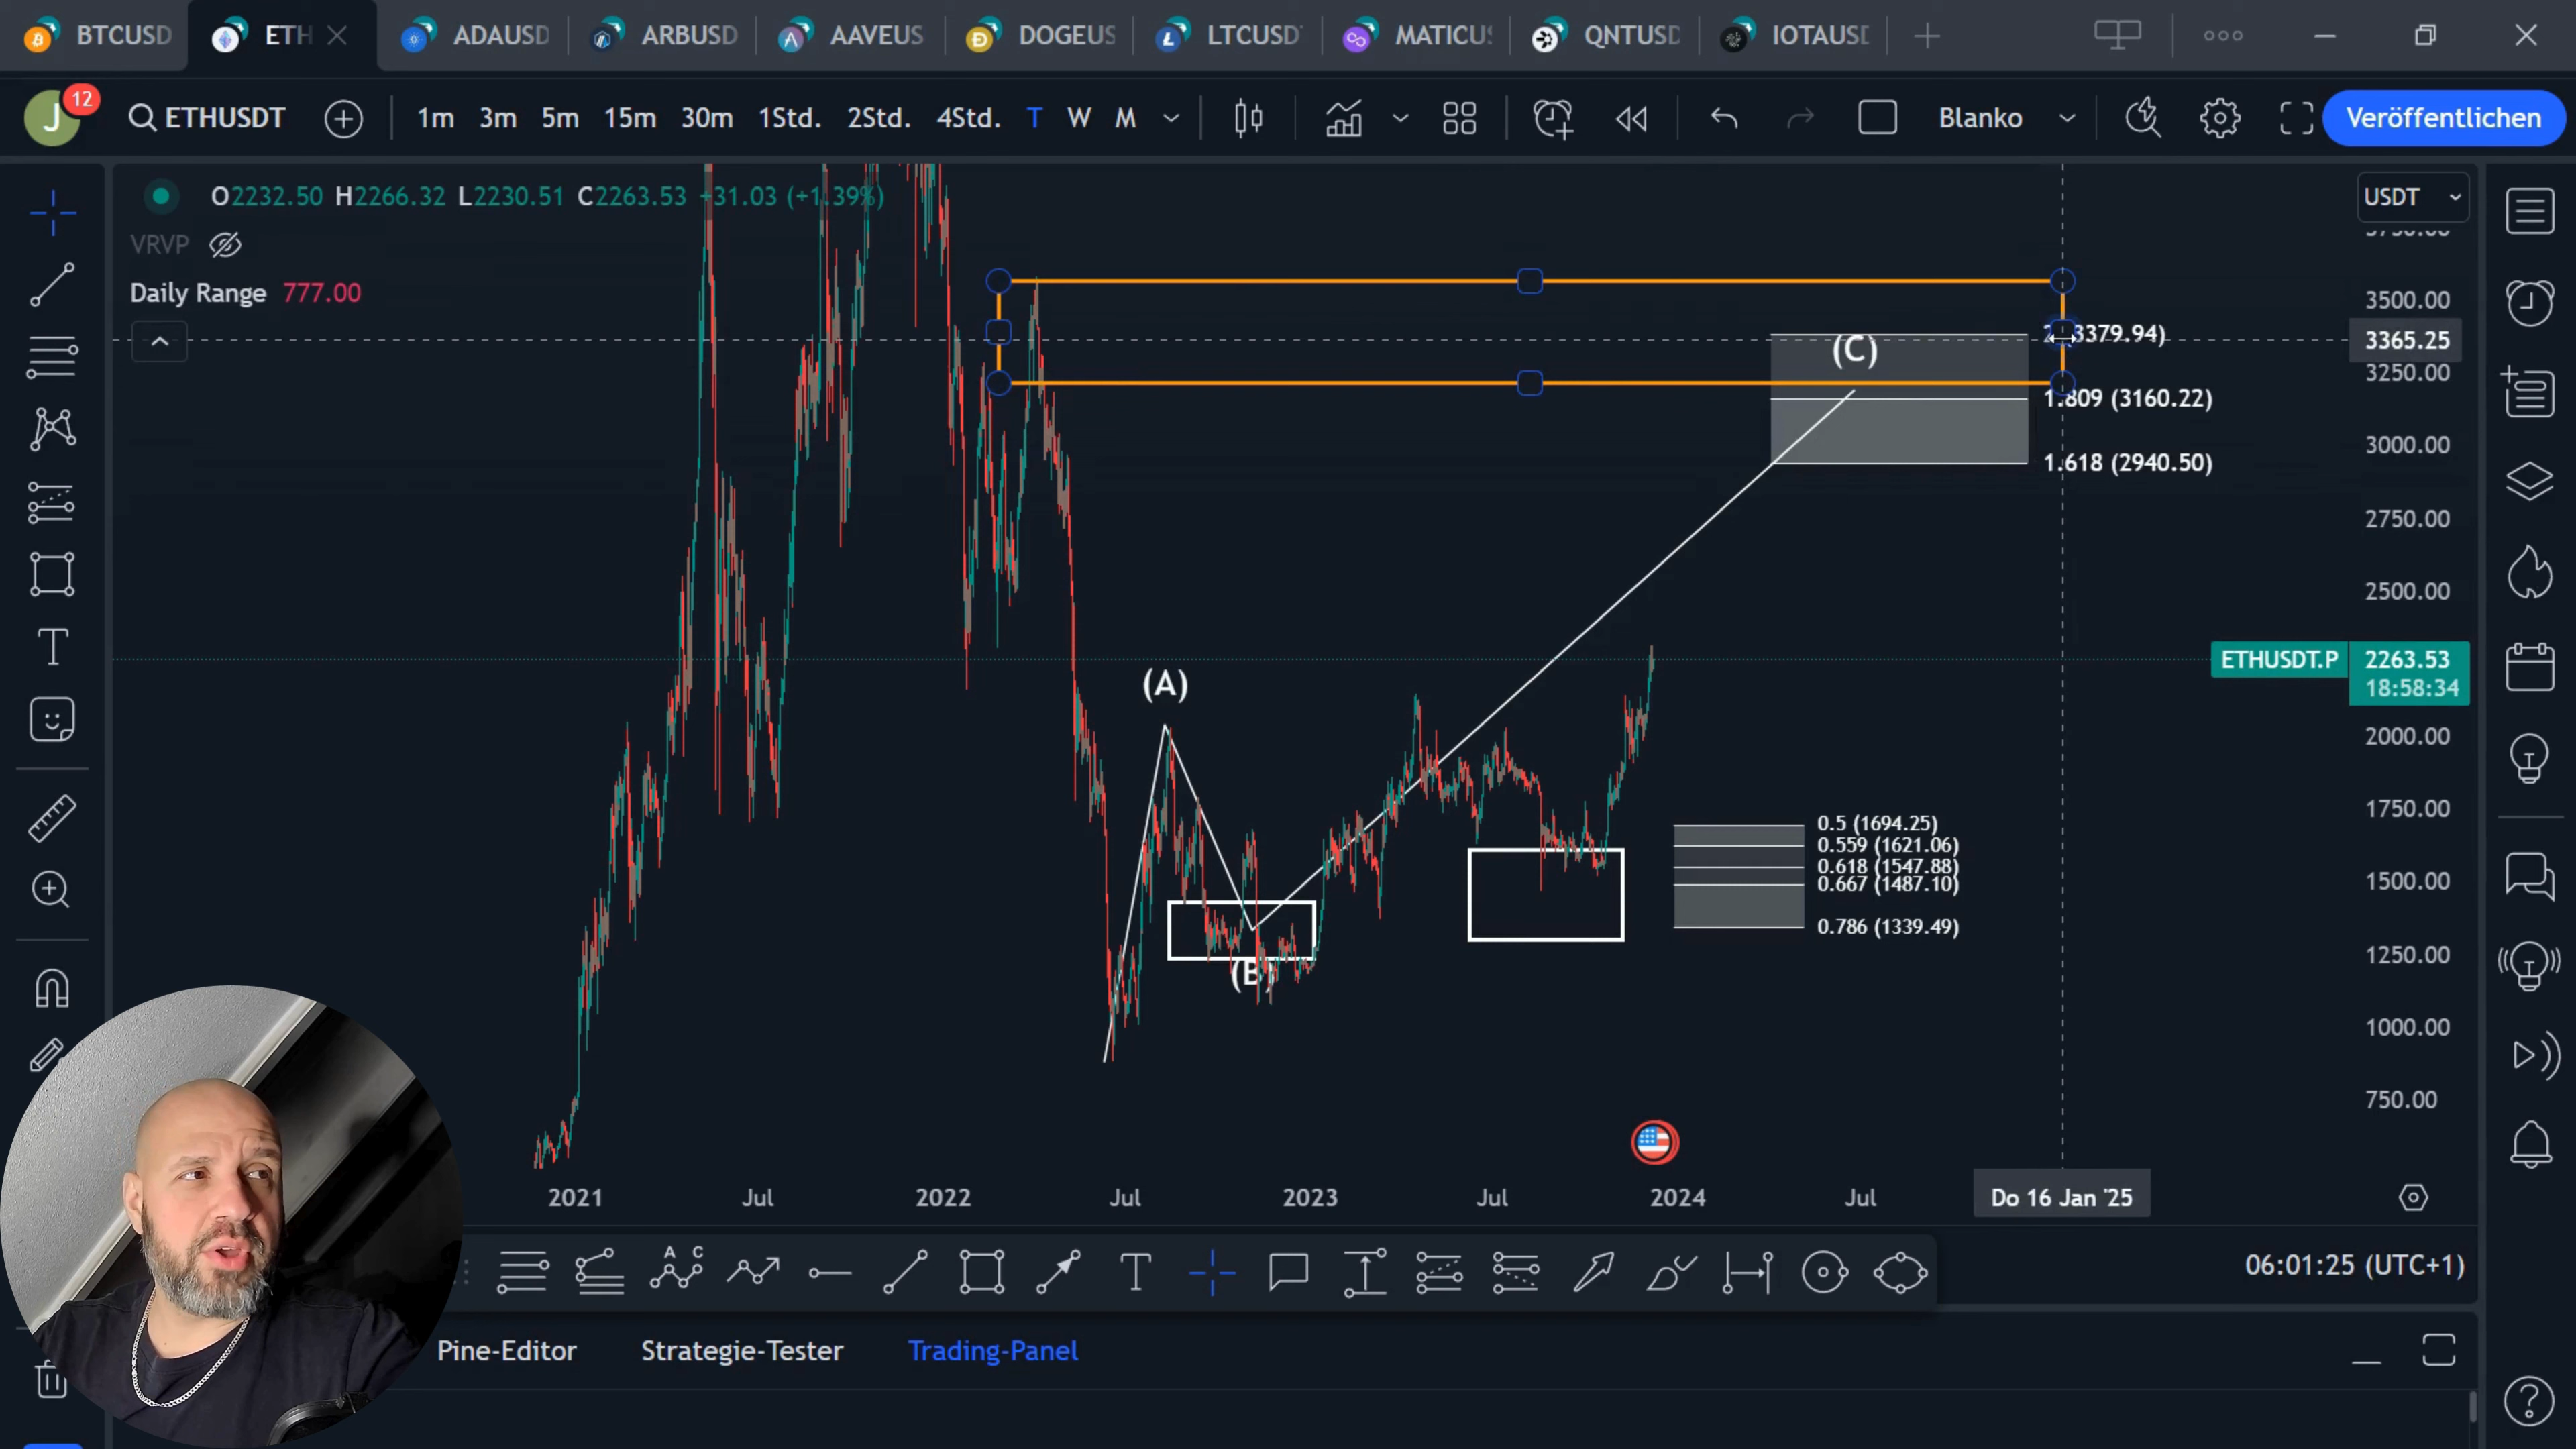 BTCUSD ETH ADAUSD ARBUSD AAVEUS DOGEUS LTCUSD MATICU QNTUSD IOTAUSD
J 12 ETHUSDT 1m 3m 5m 15m 30m 1Std. 2Std. 4Std. T W M Blanko Veröffentlichen
O2232.50 H2266.32 L2230.51 C2263.53 +31.03 (+1.39%)
USDT
VRVP
Daily Range 777.00
3500.00
3379.94)
3365.25
(C)
3250.00
1.809 (3160.22)
3000.00
1.618 (2940.50)
2750.00
2500.00
ETHUSDT.P 2263.53
18:58:34
(A)
2000.00
1750.00
0.5 (1694.25)
0.559 (1621.06)
0.618 (1547.88)
0.667 (1487.10)
1500.00
0.786 (1339.49)
1250.00
(B)
1000.00
750.00
2021 Jul 2022 Jul 2023 Jul 2024 Jul Do 16 Jan '25
A C T
06:01:25 (UTC+1)
Pine-Editor Strategie-Tester Trading-Panel